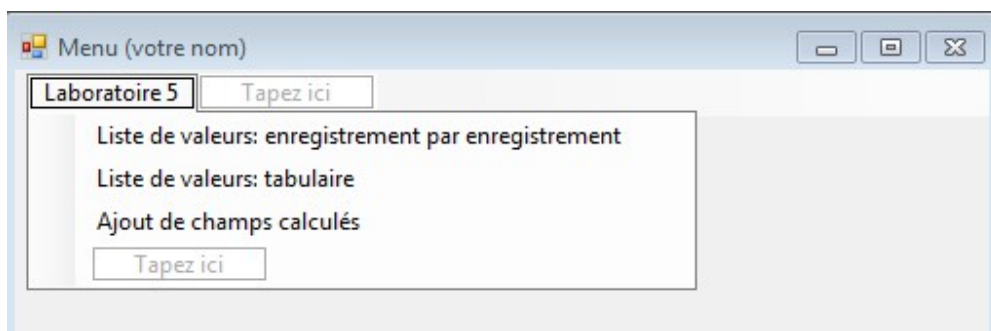 Menu (votre nom)
Laboratoire 5 Tapez ici
Liste de valeurs: enregistrement par enregistrement
Liste de valeurs: tabulaire
Ajout de champs calculés
Tapez ici